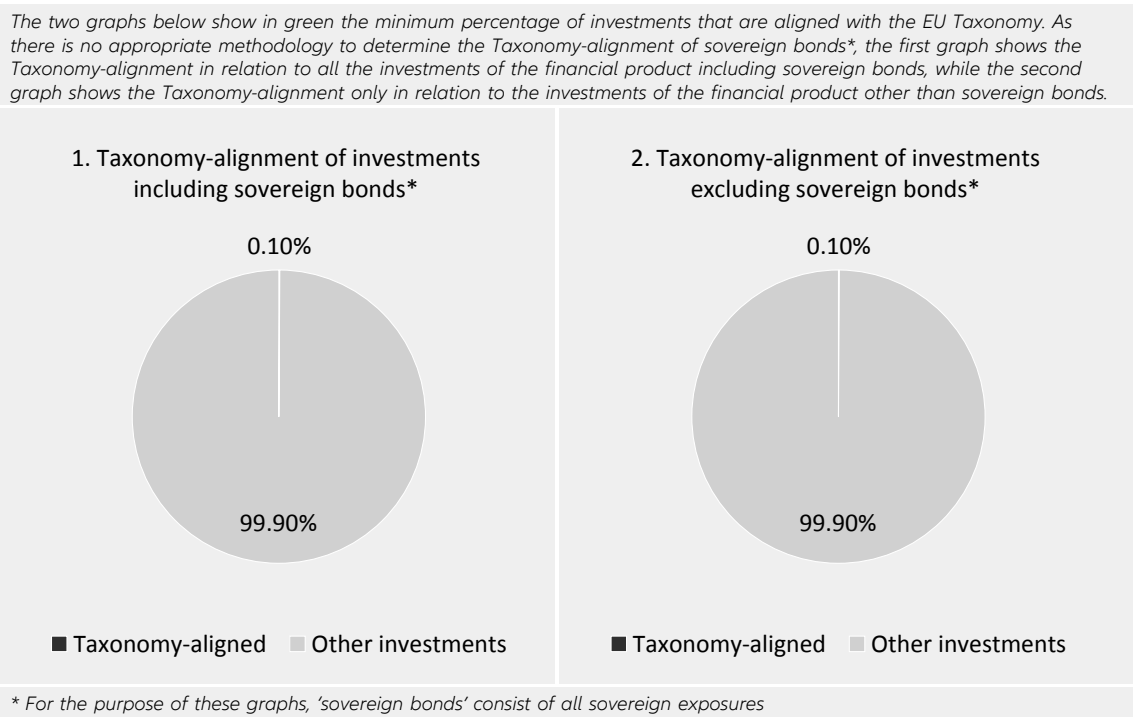 The two graphs below show in green the minimum percentage of investments that are aligned with the EU Taxonomy. As
there is no appropriate methodology to determine the Taxonomy-alignment of sovereign bonds*, the first graph shows the
Taxonomy-alignment in relation to all the investments of the financial product including sovereign bonds, while the second
graph shows the Taxonomy-alignment only in relation to the investments of the financial product other than sovereign bonds.
1. Taxonomy-alignment of investments
including sovereign bonds*
0.10%
99.90%
Taxonomy-aligned Other investments
2. Taxonomy-alignment of investments
excluding sovereign bonds*
0.10%
99.90%
Taxonomy-aligned Other investments
* For the purpose of these graphs, ‘sovereign bonds’ consist of all sovereign exposures